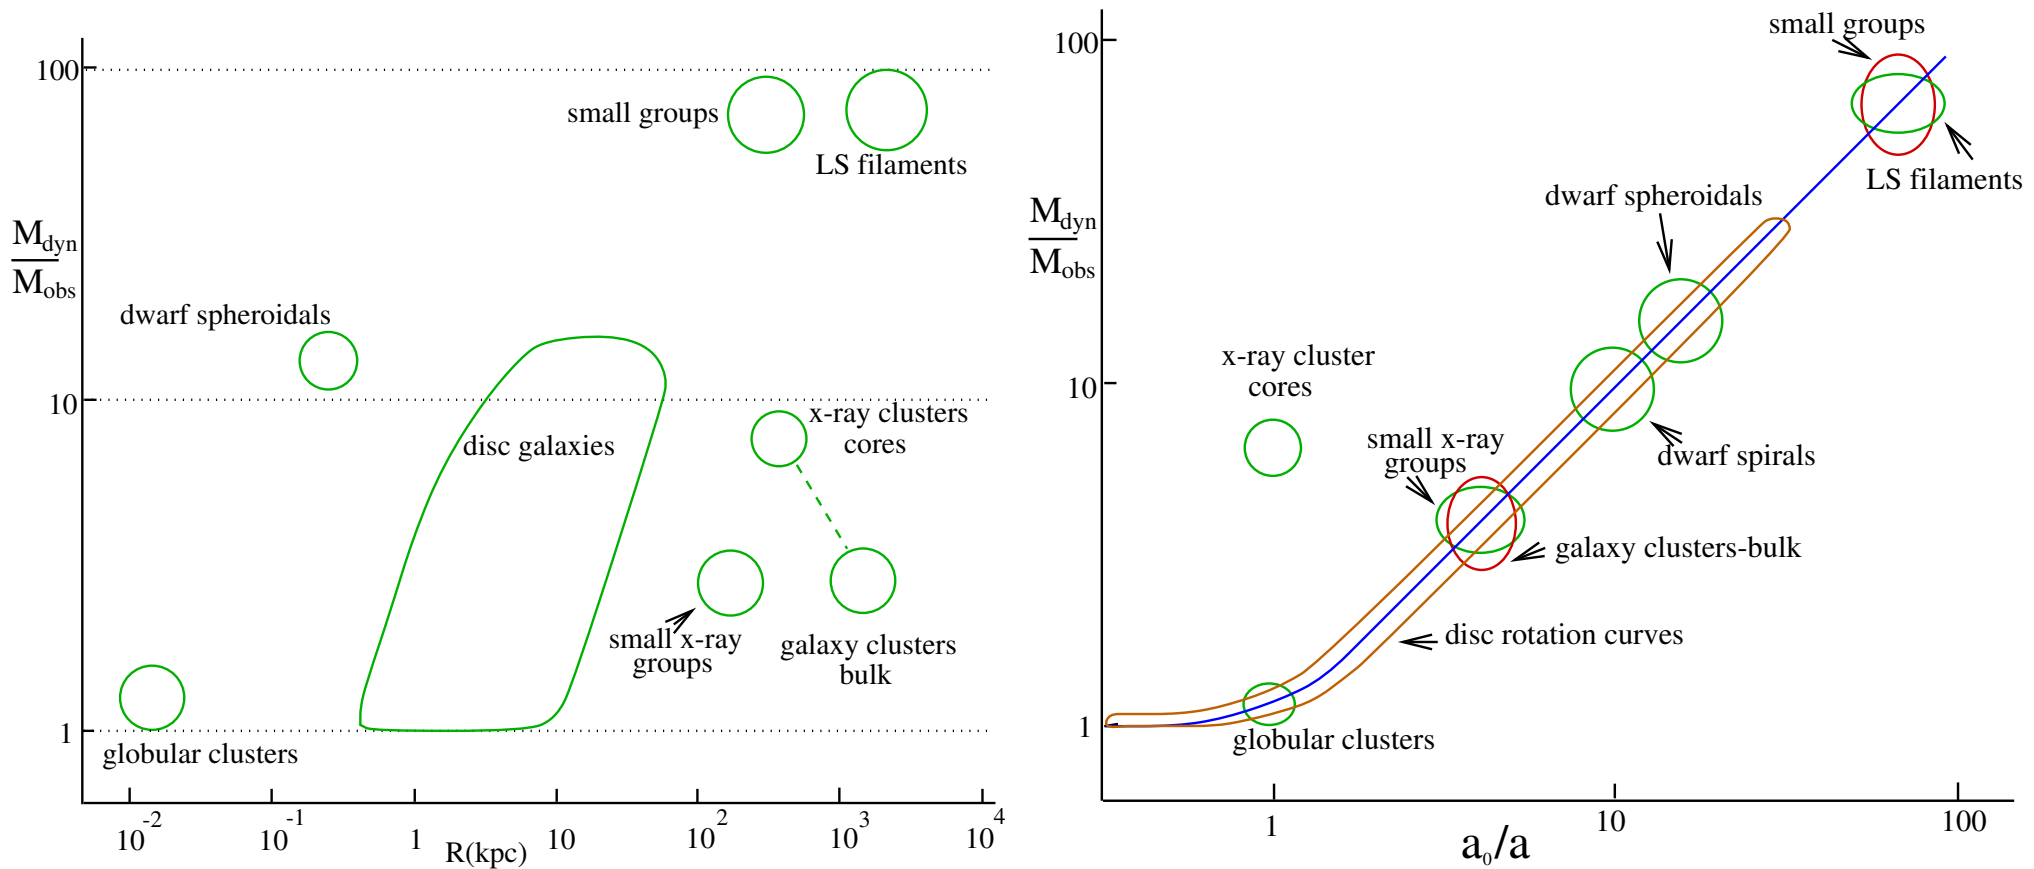 100
small groups
LS filaments
M_dyn
M_obs
dwarf spheroidals
10
x-ray clusters
cores
disc galaxies
small x-ray
groups
galaxy clusters
bulk
1
globular clusters
10^-2 10^-1 1 R(kpc) 10 10^2 10^3 10^4
small groups
100
LS filaments
dwarf spheroidals
M_dyn
M_obs
x-ray cluster
cores
10
small x-ray
groups
dwarf spirals
galaxy clusters-bulk
disc rotation curves
1
globular clusters
1 10 100
a_0/a